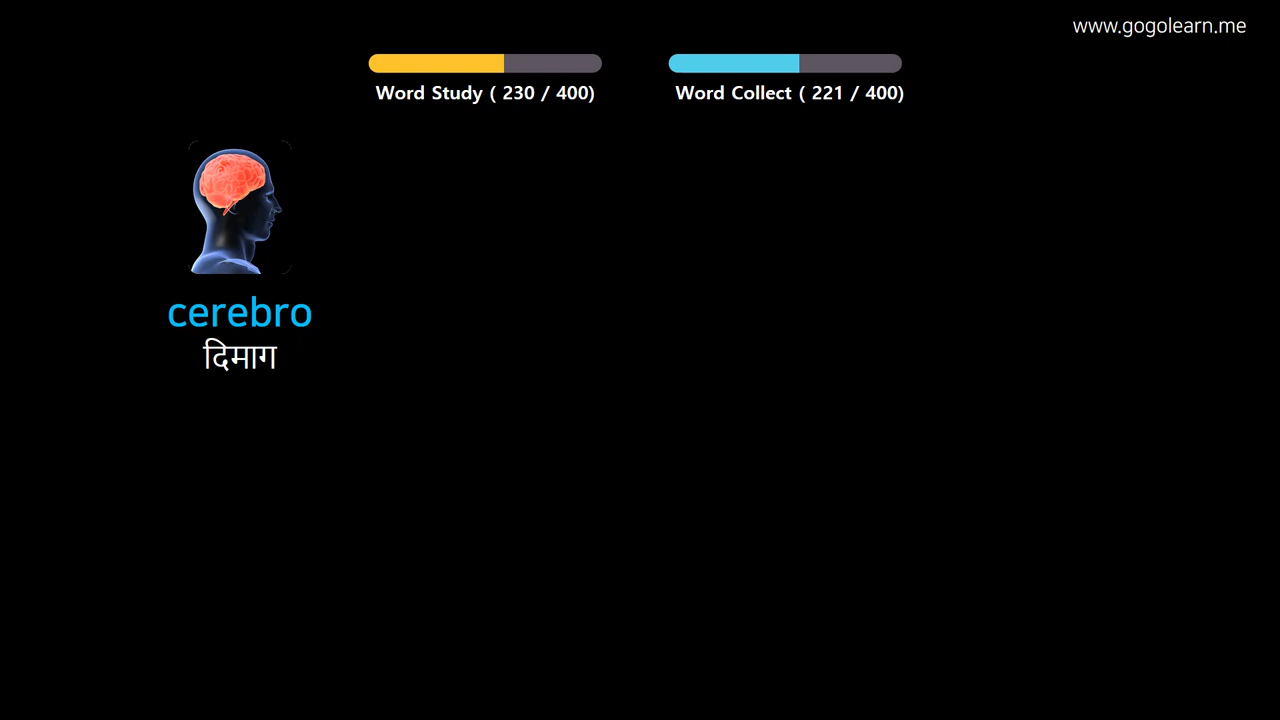 www.gogolearn.me
Word Study ( 230 / 400)
Word Collect ( 221 / 400)
cerebro
दिमाग